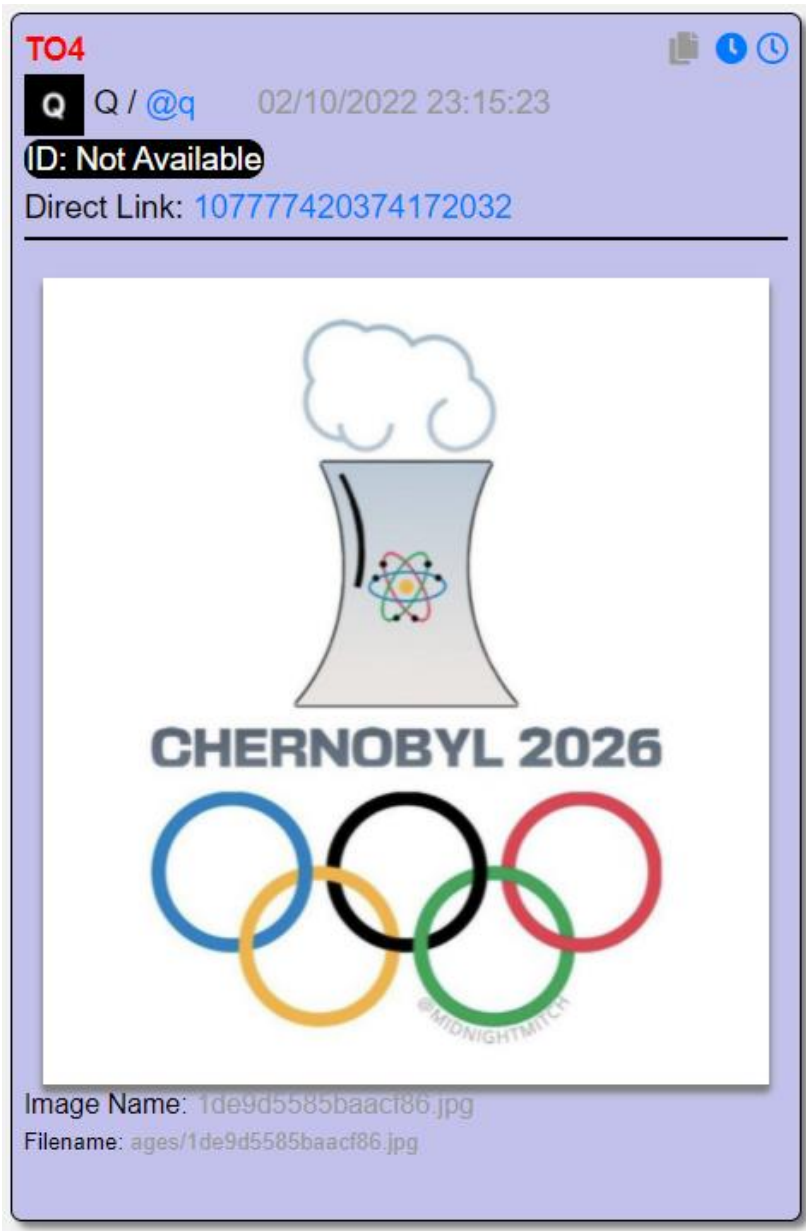 TO4
Q
Q / @q 02/10/2022 23:15:23
ID: Not Available
Direct Link: 107777420374172032
CHERNOBYL 2026
@MIDNIGHTMITCH
Image Name: 1de9d5585baacf86.jpg
Filename: ages/1de9d5585baacf86.jpg